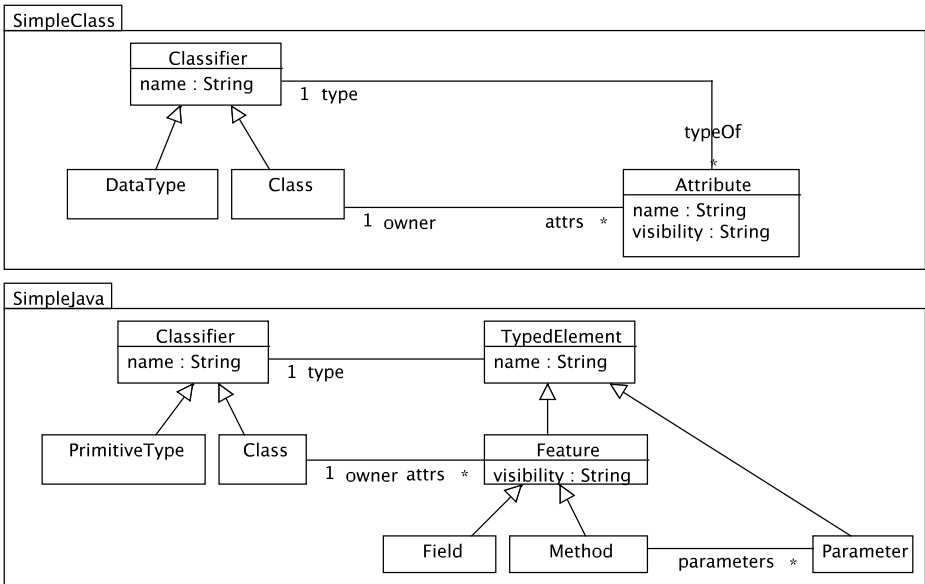 SimpleClass
Classifier
name : String
1 type
typeOf
*
DataType
Class
Attribute
name : String
visibility : String
1 owner
attrs *
SimpleJava
Classifier
name : String
TypedElement
name : String
1 type
PrimitiveType
Class
Feature
visibility : String
1 owner attrs *
Field
Method
Parameter
parameters *